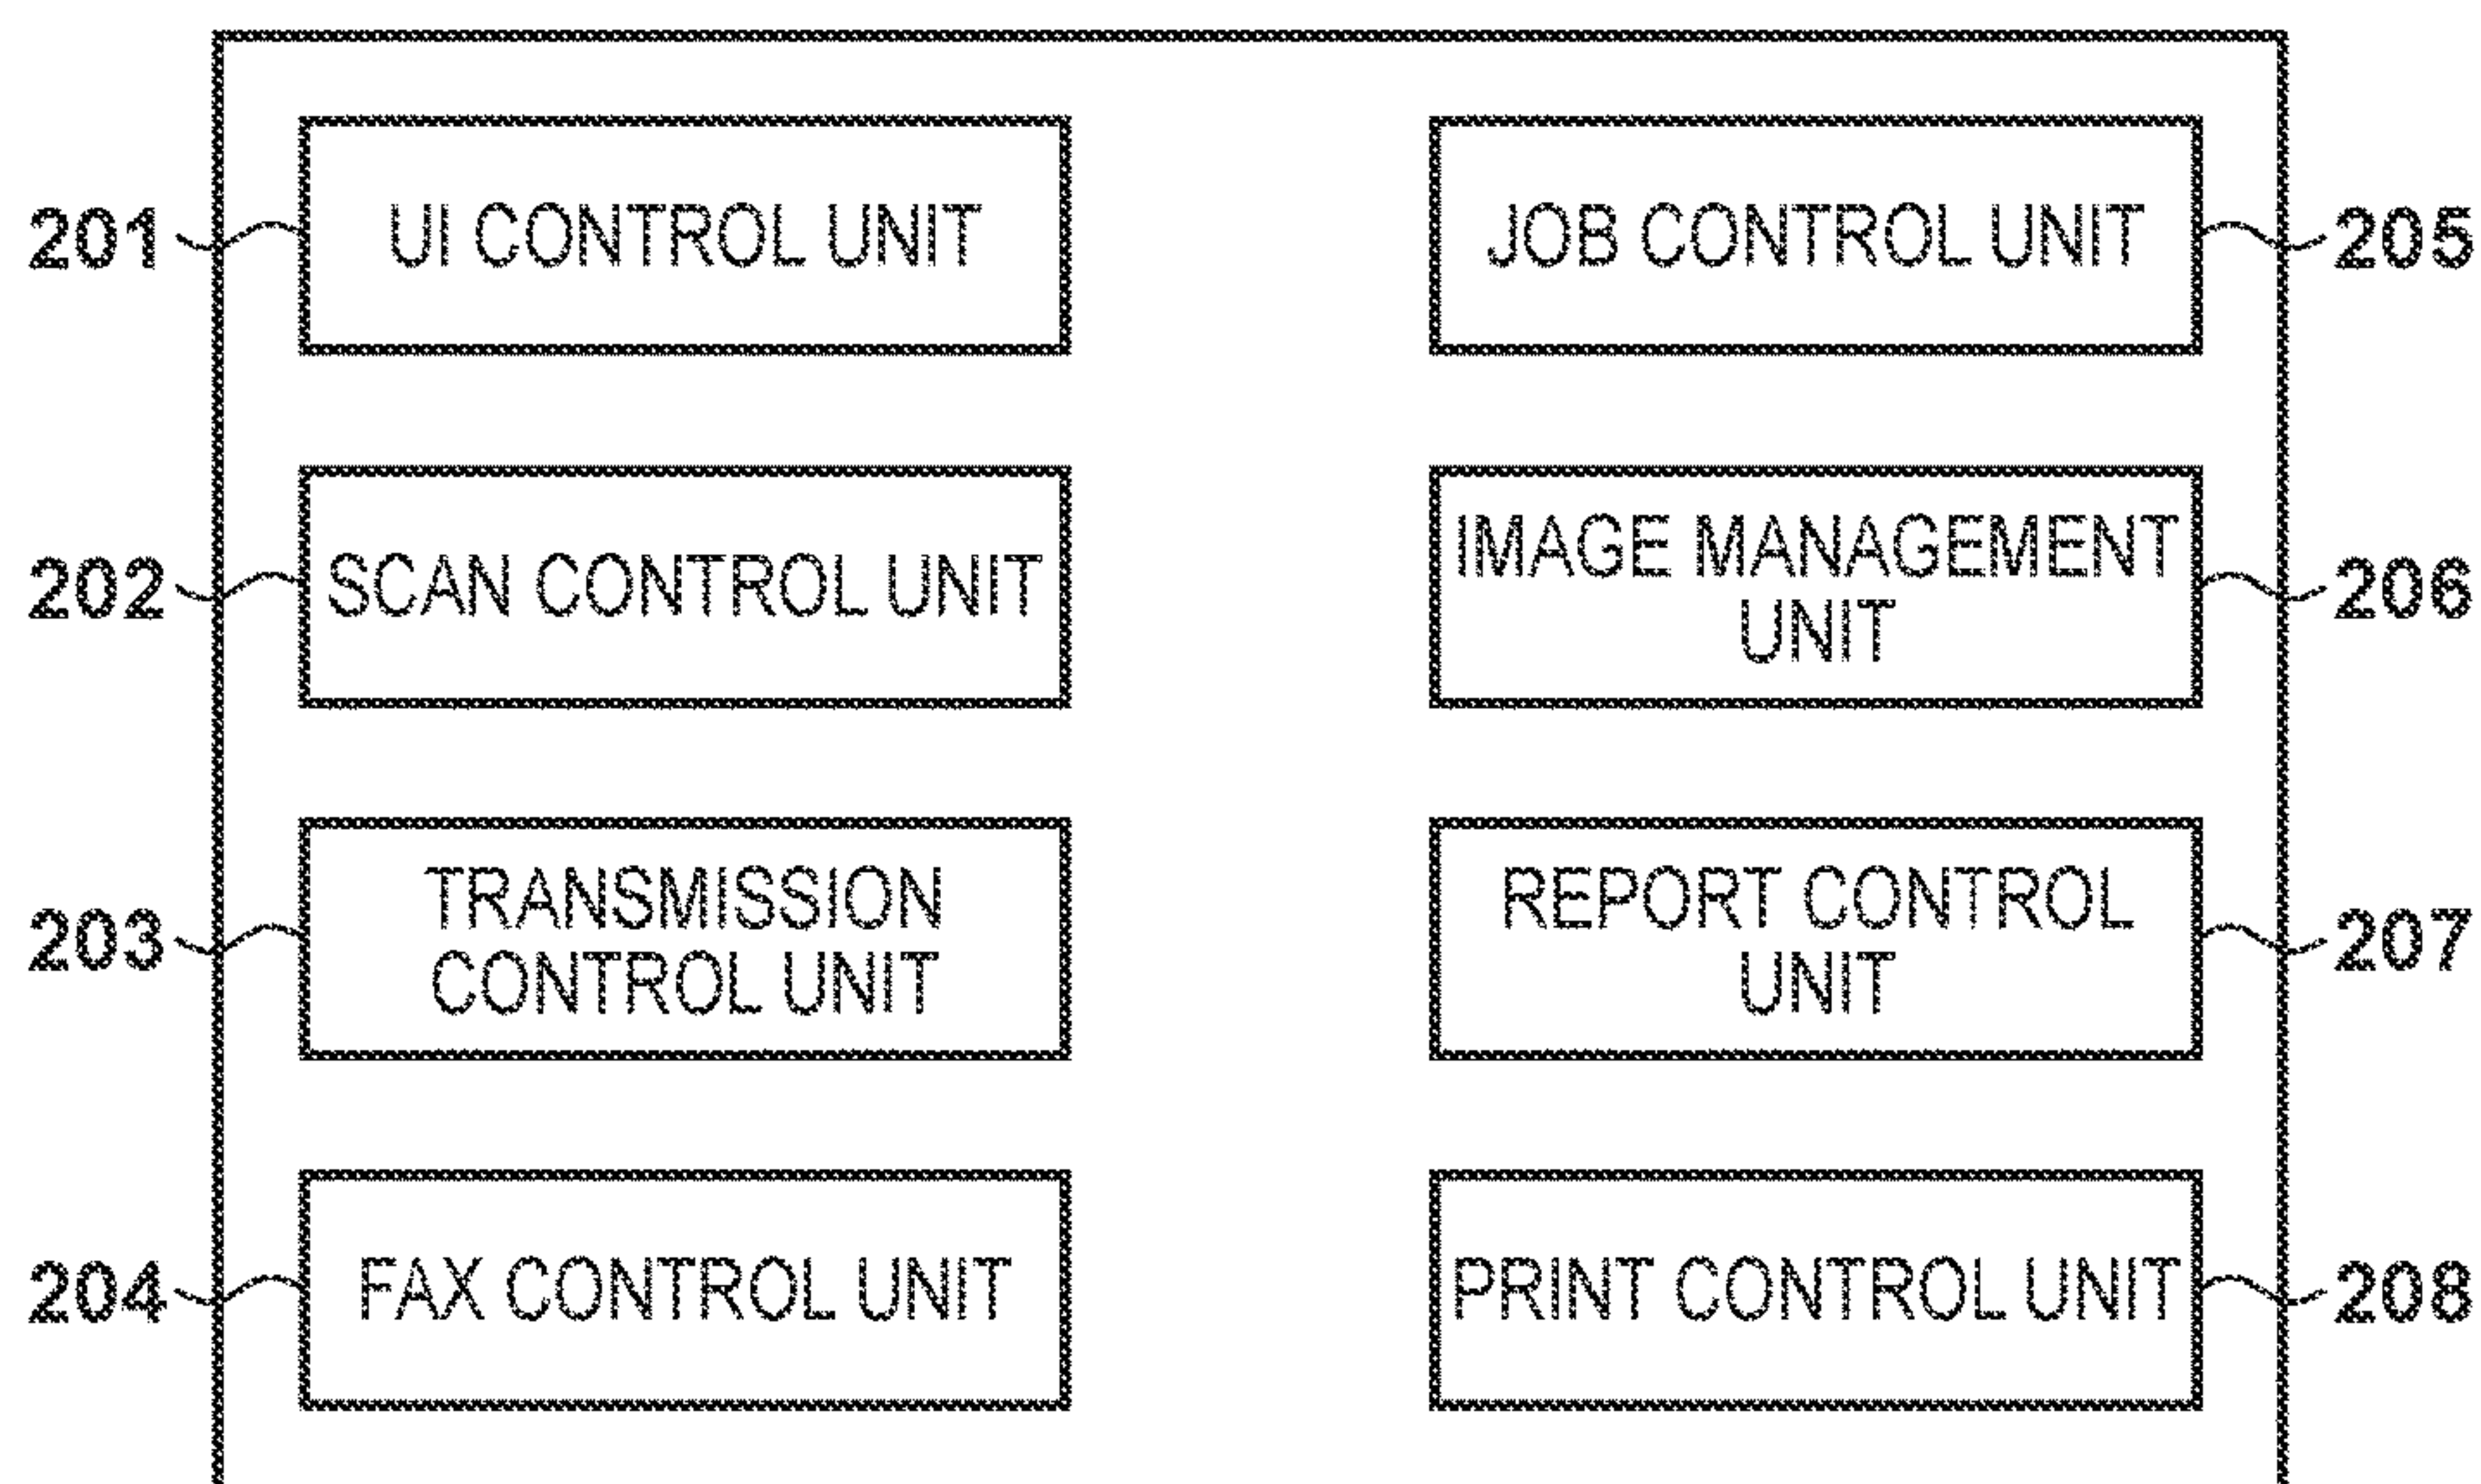 201
UI CONTROL UNIT
JOB CONTROL UNIT
205
202
SCAN CONTROL UNIT
IMAGE MANAGEMENT
UNIT
206
203
TRANSMISSION
CONTROL UNIT
REPORT CONTROL
UNIT
207
204
FAX CONTROL UNIT
PRINT CONTROL UNIT
208